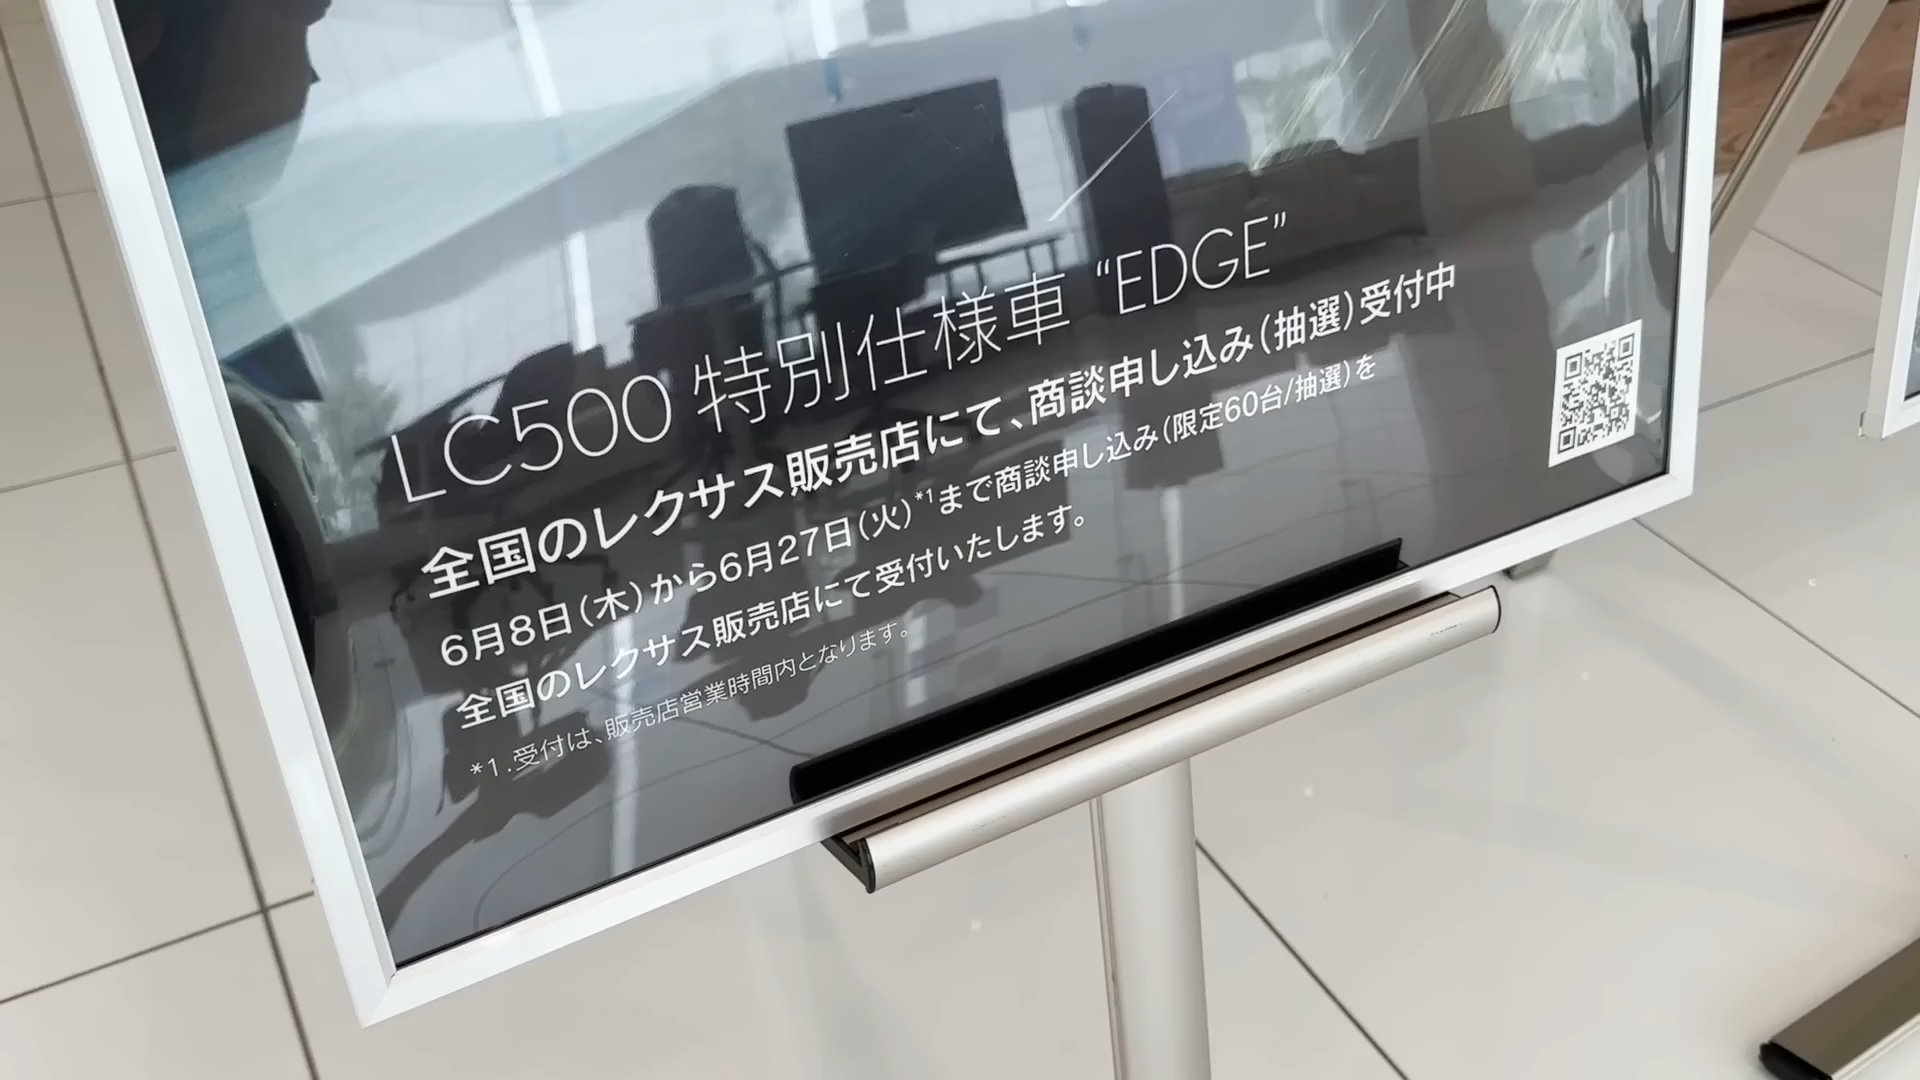 LC500 特別仕様車 “EDGE”
全国のレクサス販売店にて、商談申し込み（抽選）受付中
6月8日（木）から6月27日（火）*1まで商談申し込み（限定60台/抽選）を
全国のレクサス販売店にて受付いたします。
*1.受付は、販売店営業時間内となります。